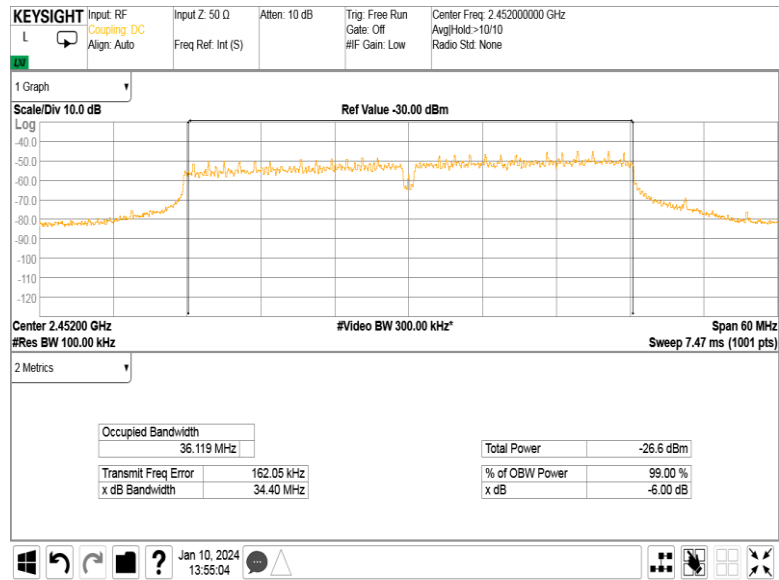 KEYSIGHT Input: RF Input Z: 50 Ω Atten: 10 dB Trig: Free Run Center Freq: 2.452000000 GHz
L Coupling: DC Gate: Off Avg|Hold:>10/10
Align: Auto Freq Ref: Int (S) #IF Gain: Low Radio Std: None
LXI
1 Graph
Scale/Div 10.0 dB Ref Value -30.00 dBm
Log
-40.0
-50.0
-60.0
-70.0
-80.0
-90.0
-100
-110
-120
Center 2.45200 GHz #Video BW 300.00 kHz* Span 60 MHz
#Res BW 100.00 kHz Sweep 7.47 ms (1001 pts)
2 Metrics
Occupied Bandwidth
36.119 MHz Total Power -26.6 dBm
Transmit Freq Error 162.05 kHz % of OBW Power 99.00 %
x dB Bandwidth 34.40 MHz x dB -6.00 dB
? Jan 10, 2024
13:55:04